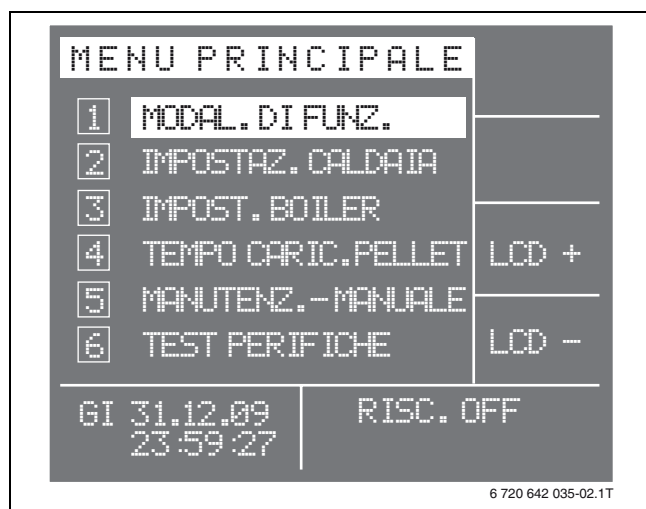 MENU PRINCIPALE
1 MODAL. DI FUNZ.
2 IMPOSTAZ. CALDAIA
3 IMPOST. BOILER
4 TEMPO CARIC. PELLET
5 MANUTENZ. - MANUALE
6 TEST PERIFICHE
LCD +
LCD -
GI 31.12.09
23:59:27
RISC. OFF
6 720 642 035-02.1T